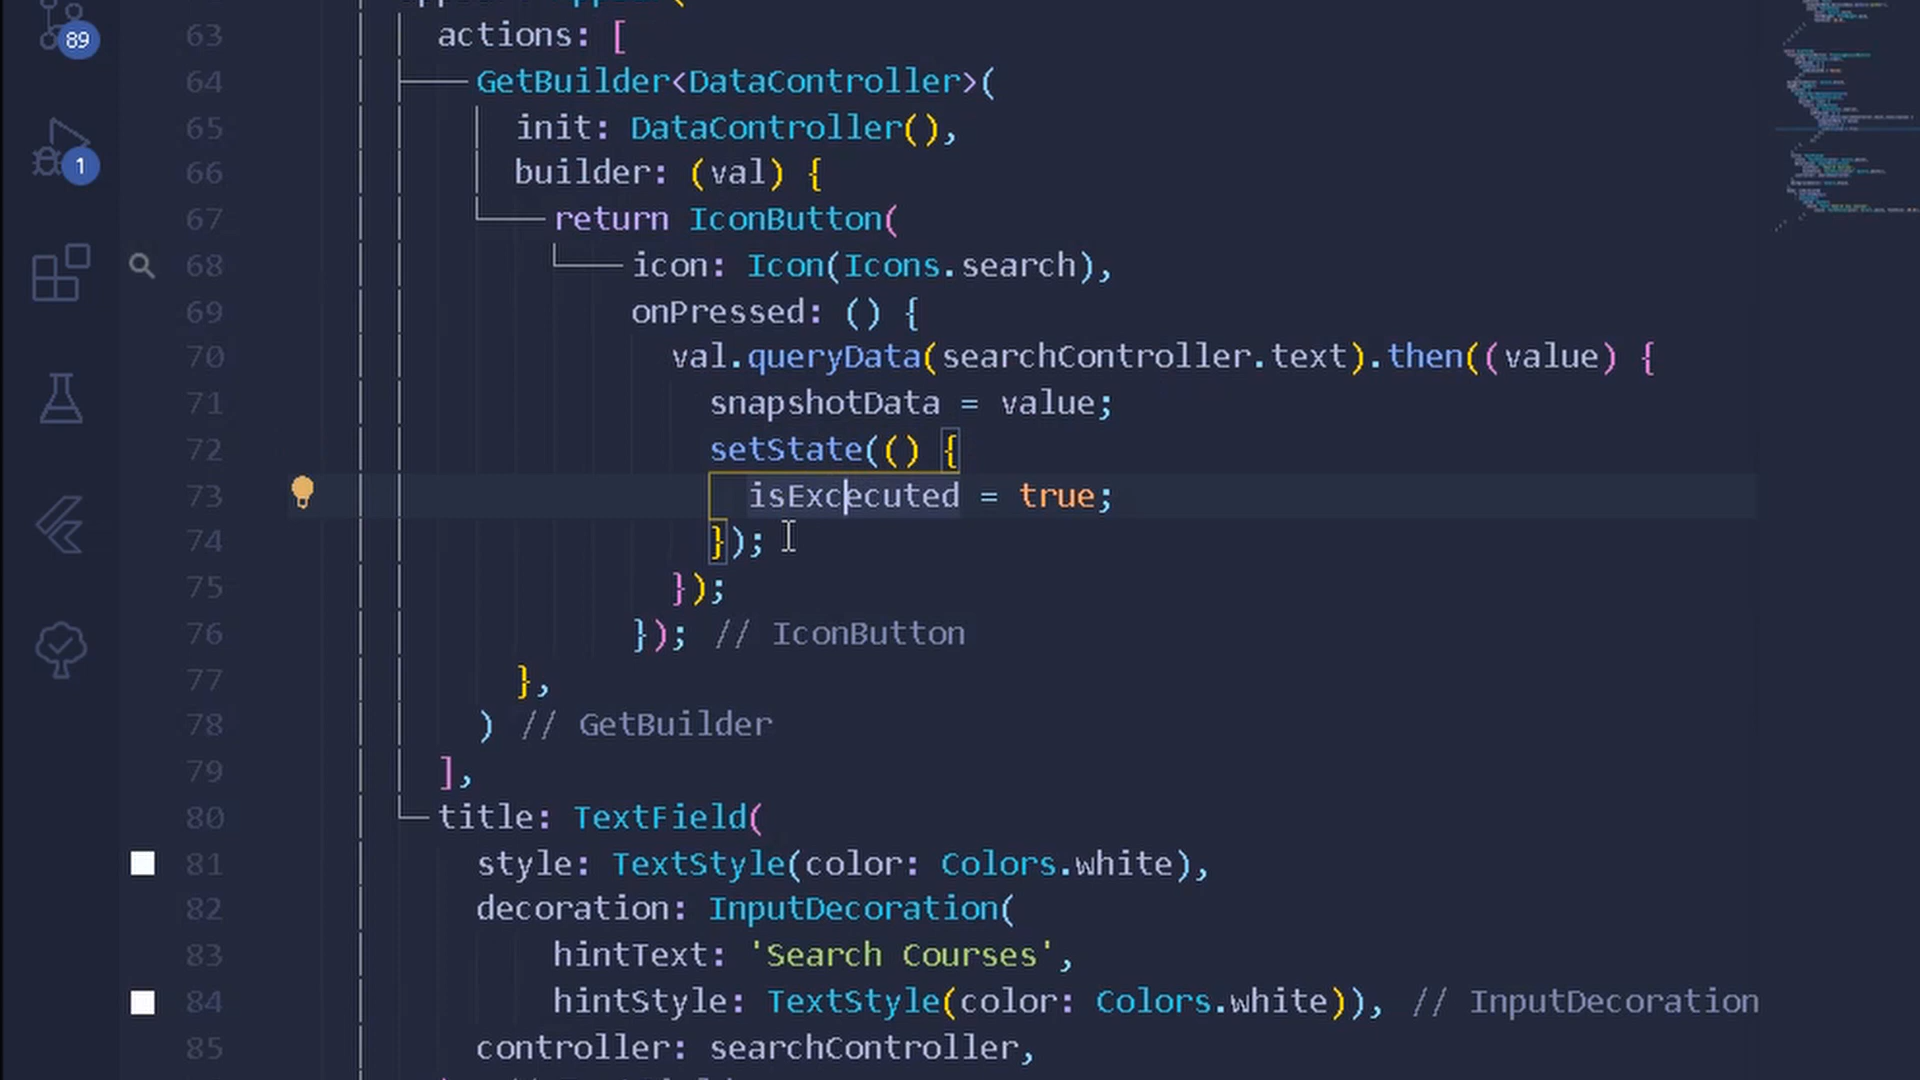 89
1
63 actions: [
64 GetBuilder<DataController>(
65 init: DataController(),
66 builder: (val) {
67 return IconButton(
68 icon: Icon(Icons.search),
69 onPressed: () {
70 val.queryData(searchController.text).then((value) {
71 snapshotData = value;
72 setState(() {
73 isExcecuted = true;
74 });
75 });
76 }); // IconButton
77 },
78 ) // GetBuilder
79 ],
80 title: TextField(
81 style: TextStyle(color: Colors.white),
82 decoration: InputDecoration(
83 hintText: 'Search Courses',
84 hintStyle: TextStyle(color: Colors.white)), // InputDecoration
85 controller: searchController,